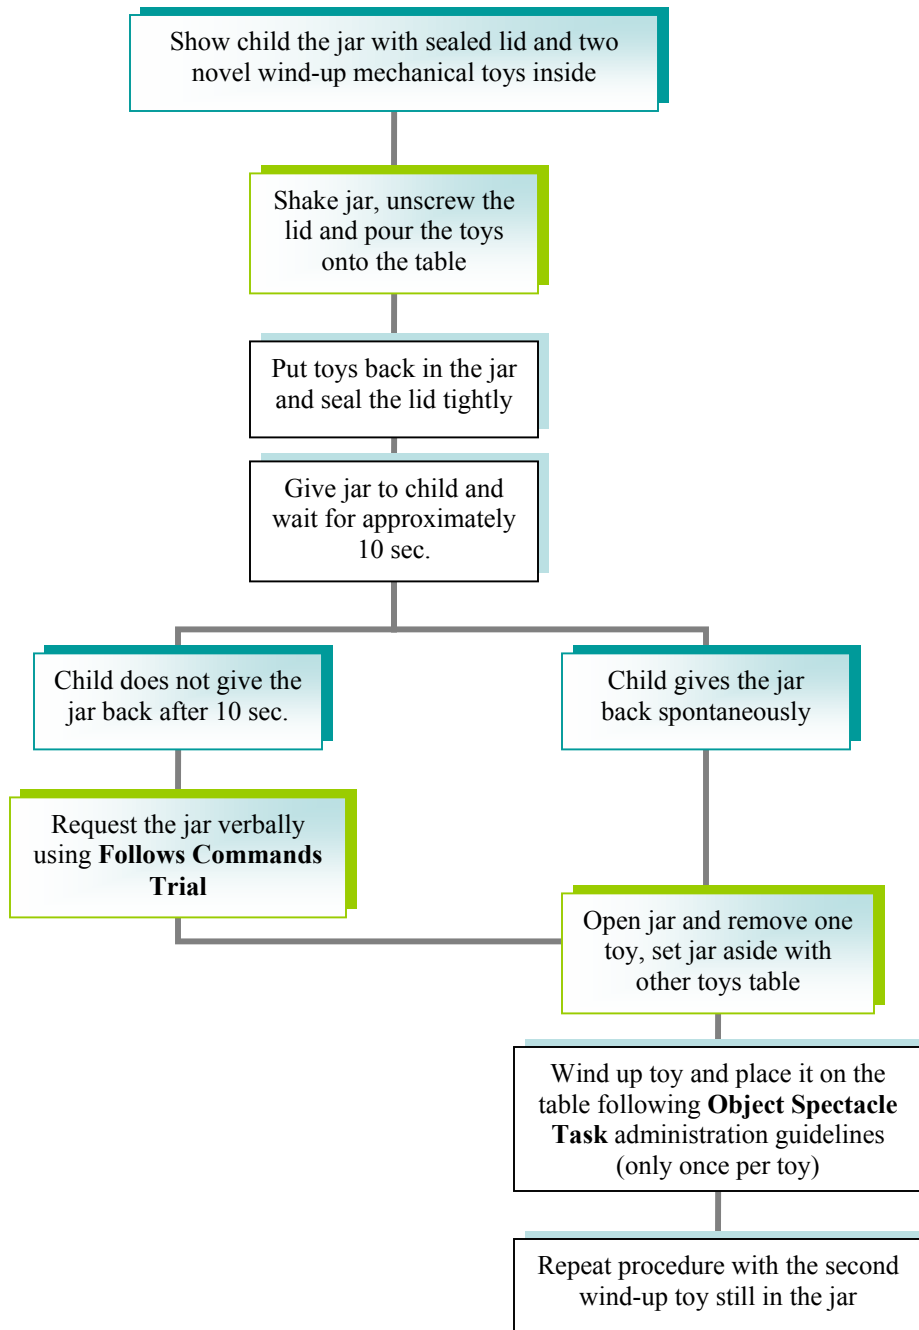 Show child the jar with sealed lid and two
novel wind-up mechanical toys inside
Shake jar, unscrew the
lid and pour the toys
onto the table
Put toys back in the jar
and seal the lid tightly
Give jar to child and
wait for approximately
10 sec.
Child does not give the
jar back after 10 sec.
Child gives the jar
back spontaneously
Request the jar verbally
using Follows Commands
Trial
Open jar and remove one
toy, set jar aside with
other toys table
Wind up toy and place it on the
table following Object Spectacle
Task administration guidelines
(only once per toy)
Repeat procedure with the second
wind-up toy still in the jar